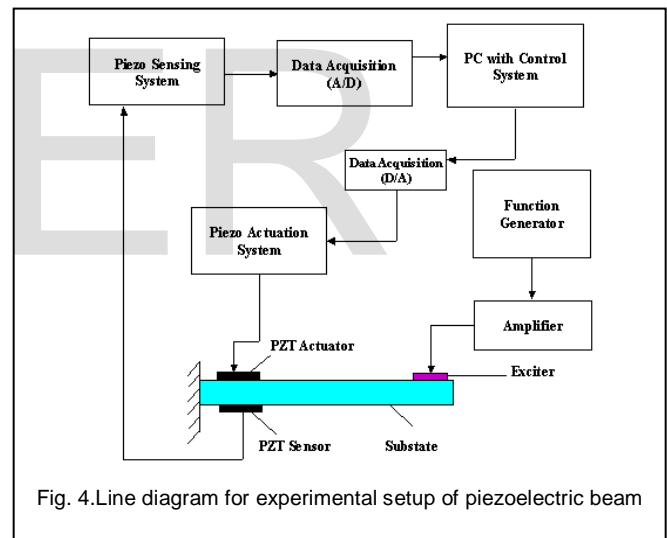 Piezo Sensing
System
Data Acquisition
(A/D)
PC with Control
System
Data Acquisition
(D/A)
Function
Generator
Piezo Actuation
System
Amplifier
PZT Actuator
Exciter
PZT Sensor
Substate
Fig. 4.Line diagram for experimental setup of piezoelectric beam
ER